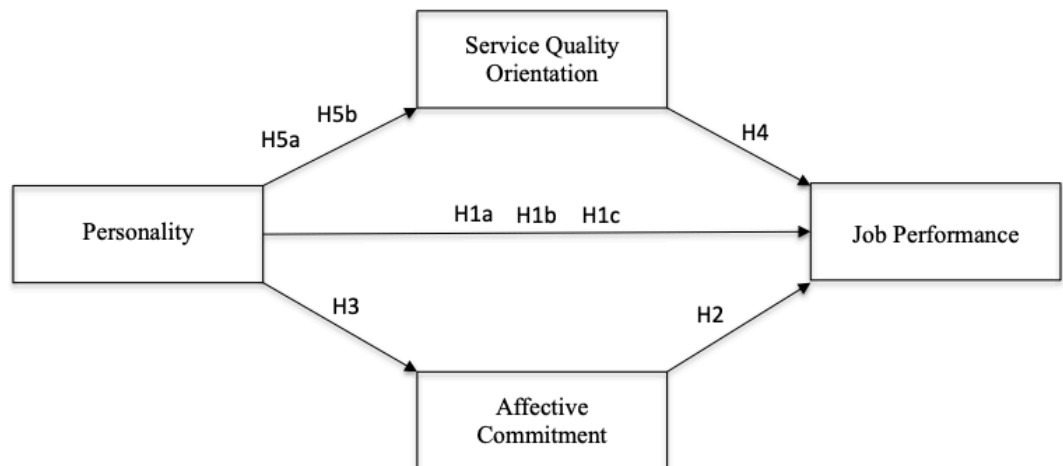 Service Quality
Orientation
H5b
H5a
H4
Personality
H1a H1b H1c
Job Performance
H3
H2
Affective
Commitment